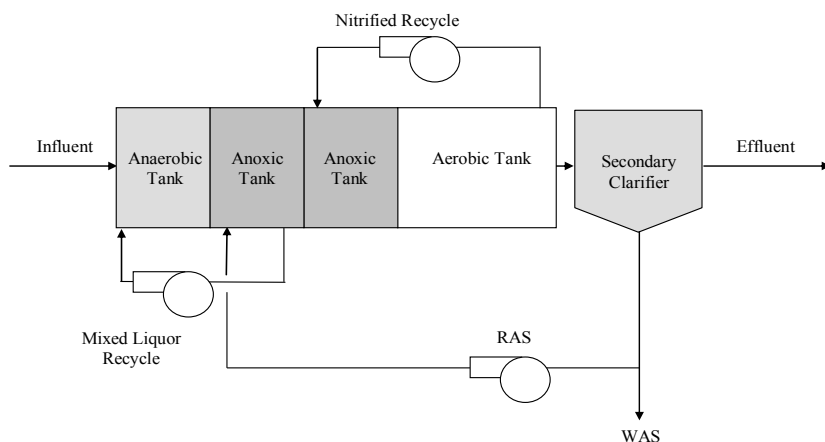 Nitrified Recycle
Influent
Anaerobic
Tank
Anoxic
Tank
Anoxic
Tank
Aerobic Tank
Secondary
Clarifier
Effluent
Mixed Liquor
Recycle
RAS
WAS